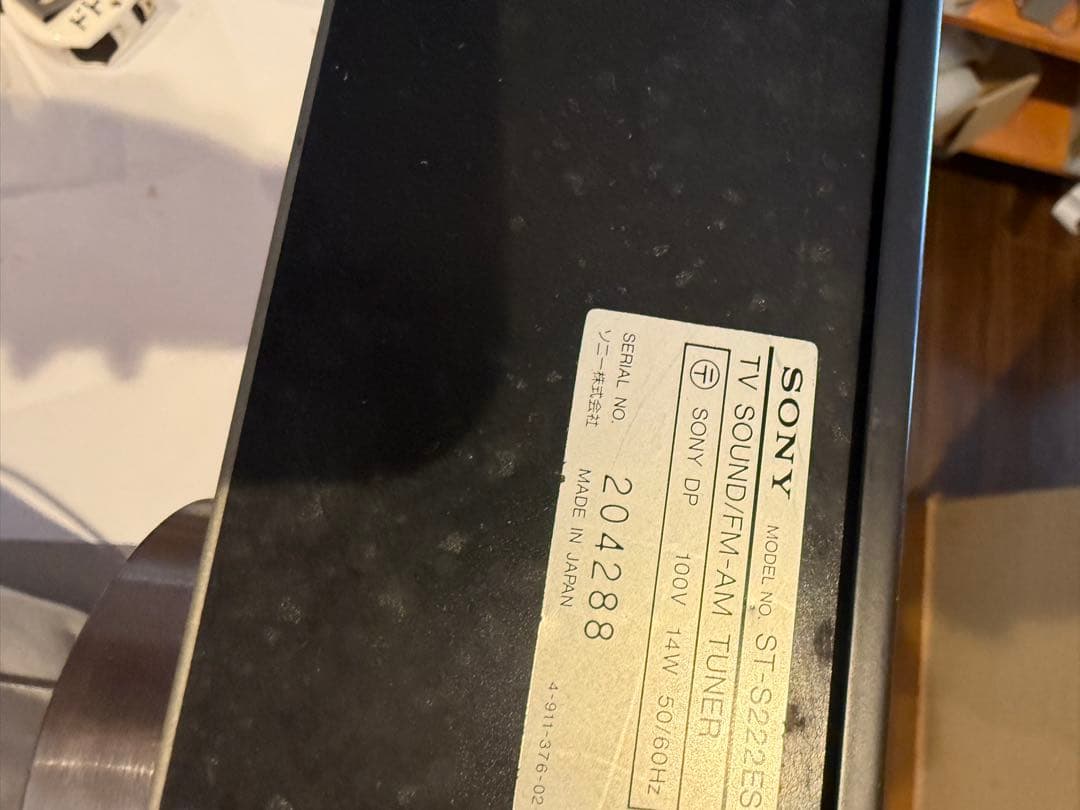 SONY MODEL NO. ST-S222ES
TV SOUND/FM-AM TUNER
〒 SONY DP 100V 14W 50/60Hz
SERIAL NO. 204288
ソニー株式会社 MADE IN JAPAN 4-911-376-02